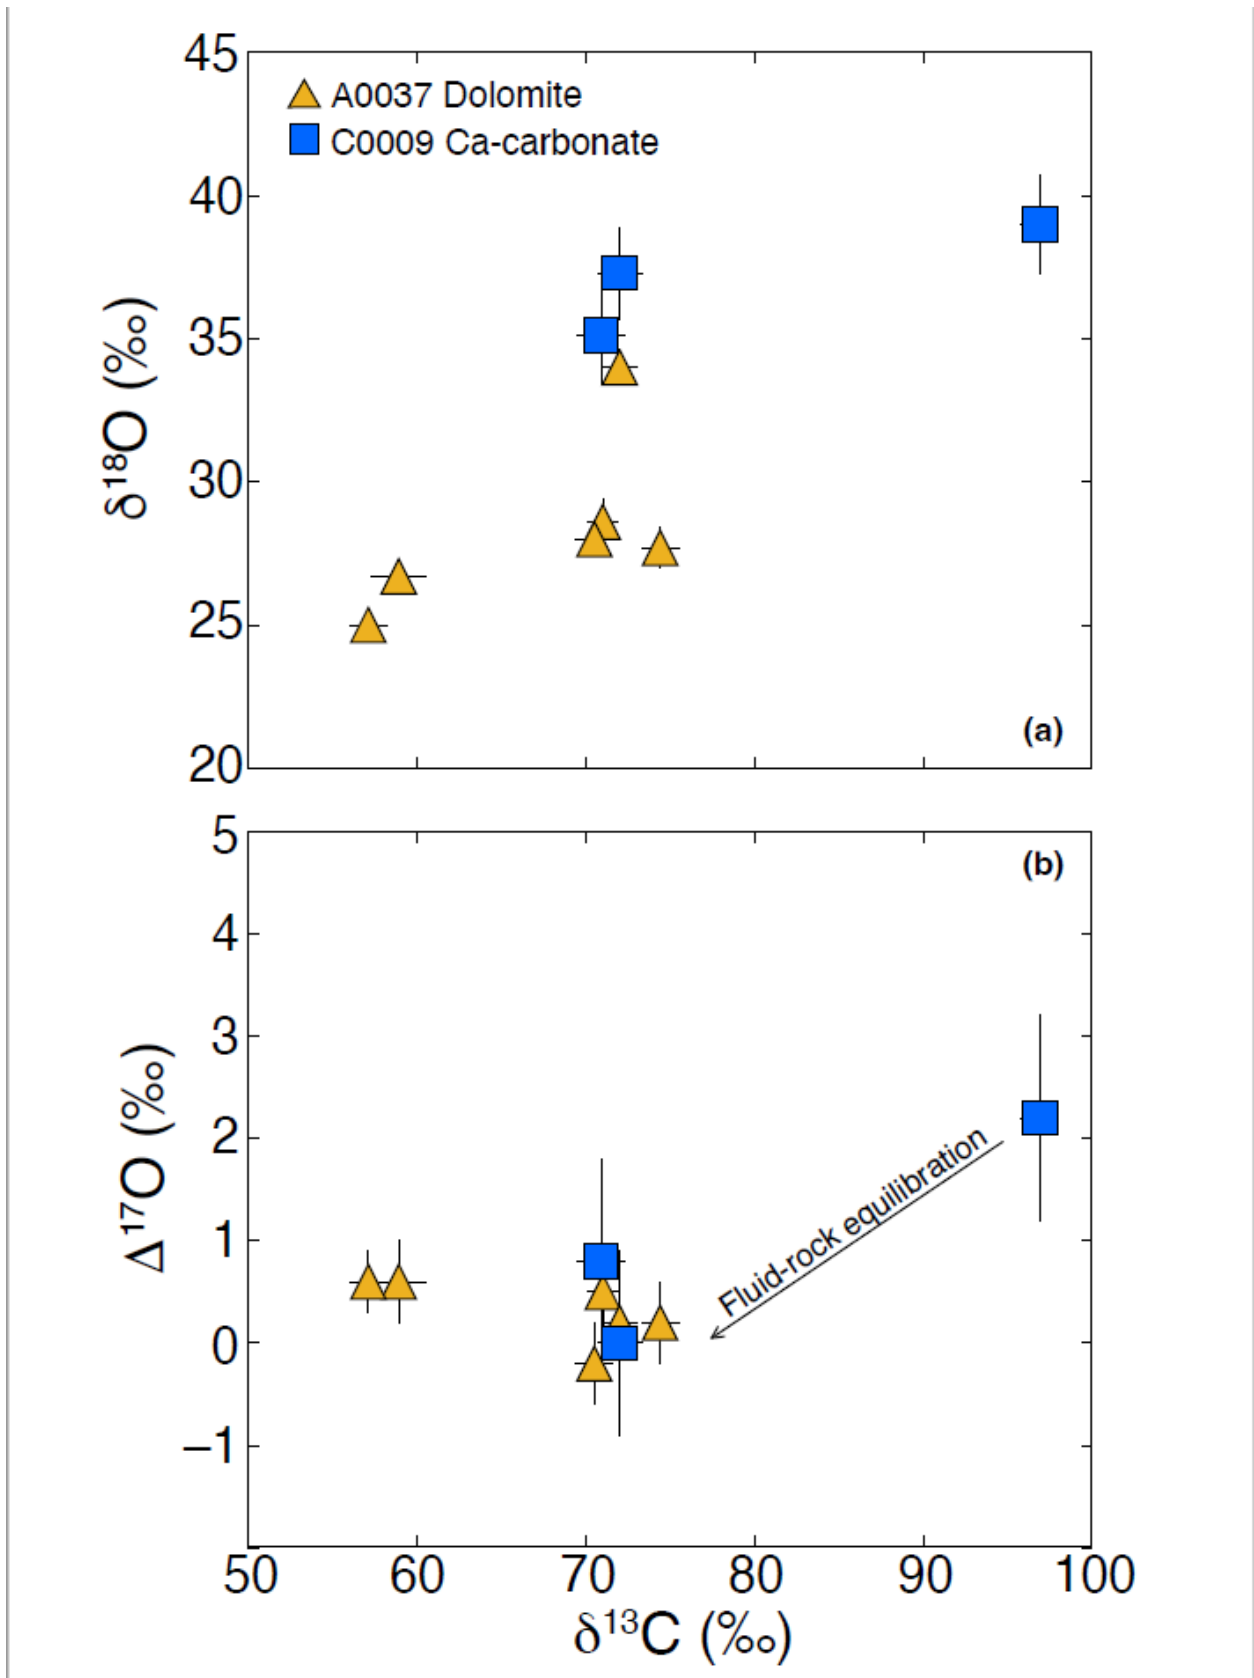 45
A0037 Dolomite
C0009 Ca-carbonate
40
35
30
25
20
δ¹⁸O (‰)
(a)
5
4
3
2
1
0
−1
Δ¹⁷O (‰)
(b)
Fluid-rock equilibration
50 60 70 80 90 100
δ¹³C (‰)